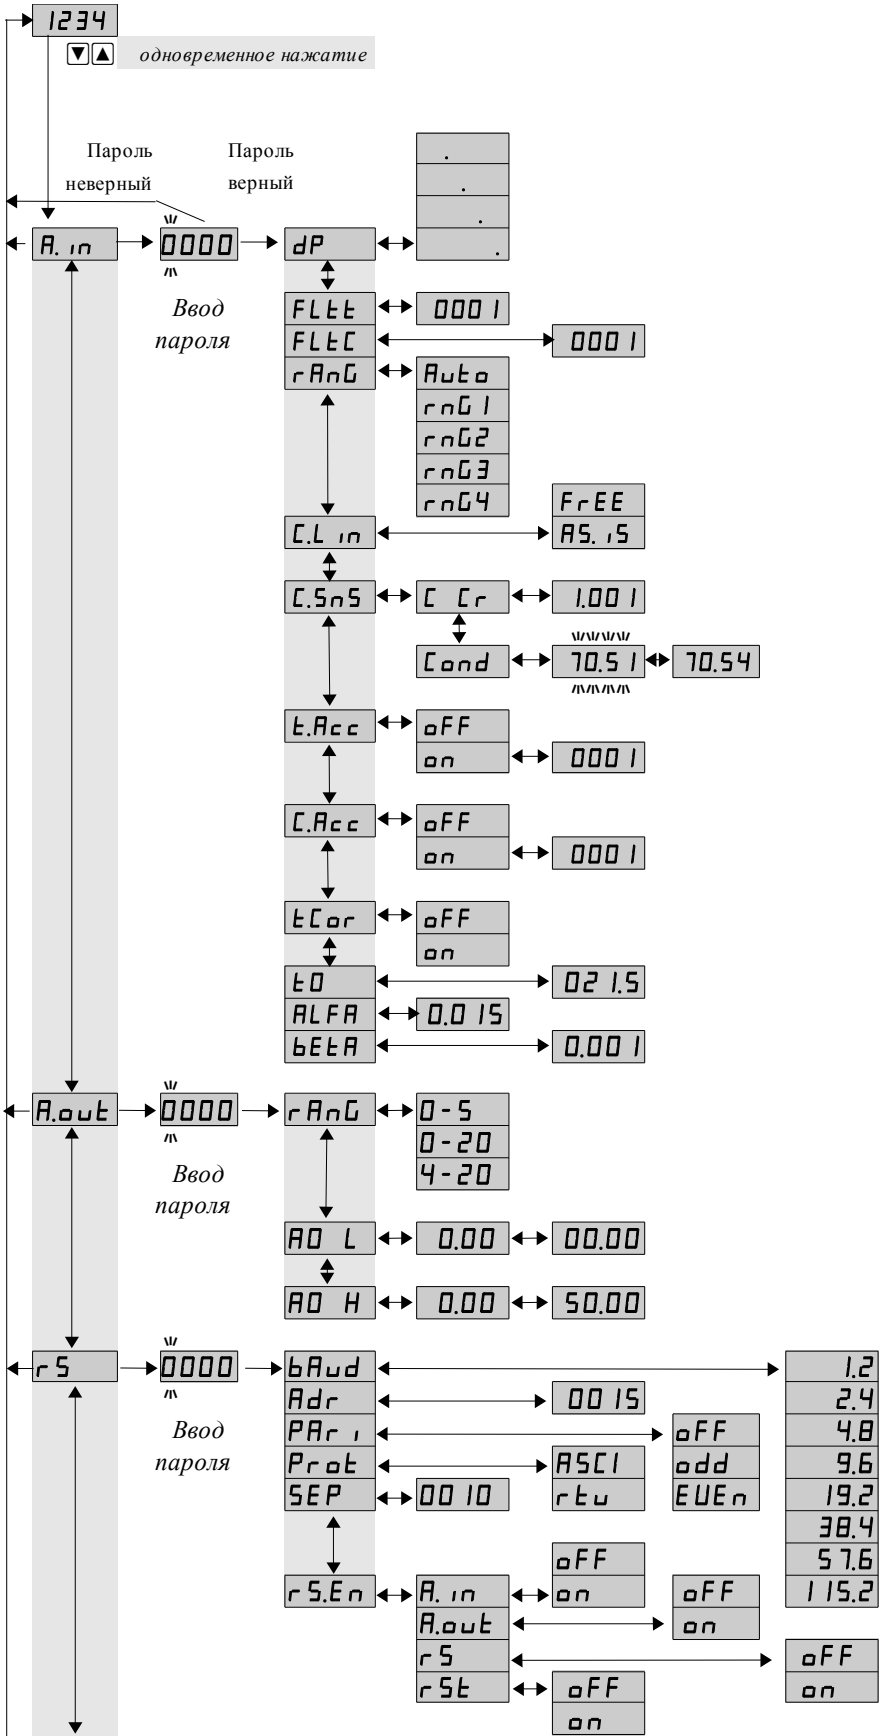 1234
▼▲ одновременное нажатие
Пароль неверный
Пароль верный
.
.
.
.
A. in 0000 dP
Ввод
пароля
FLtt 0001
FLtC 0001
rAnG Auto
rnG1
rnG2
rnG3
rnG4
FrEE
C.Lin AS.iS
C.SnS C Cr 1.001
Cond 70.51 70.54
t.Acc oFF
on 0001
C.Acc oFF
on 0001
tCor oFF
on
t0 021.5
ALFA 0.015
bEtA 0.001
A.out 0000 rAnG 0-5
0-20
4-20
Ввод
пароля
A0 L 0.00 00.00
A0 H 0.00 50.00
rS 0000 bAud 1.2
Adr 0015 2.4
PAri oFF 4.8
Ввод
пароля
Prot ASCI odd 9.6
SEP 0010 rtu EUEn 19.2
38.4
oFF 57.6
rS.En A. in on oFF 115.2
A.out on
rS oFF
rSt oFF on
on